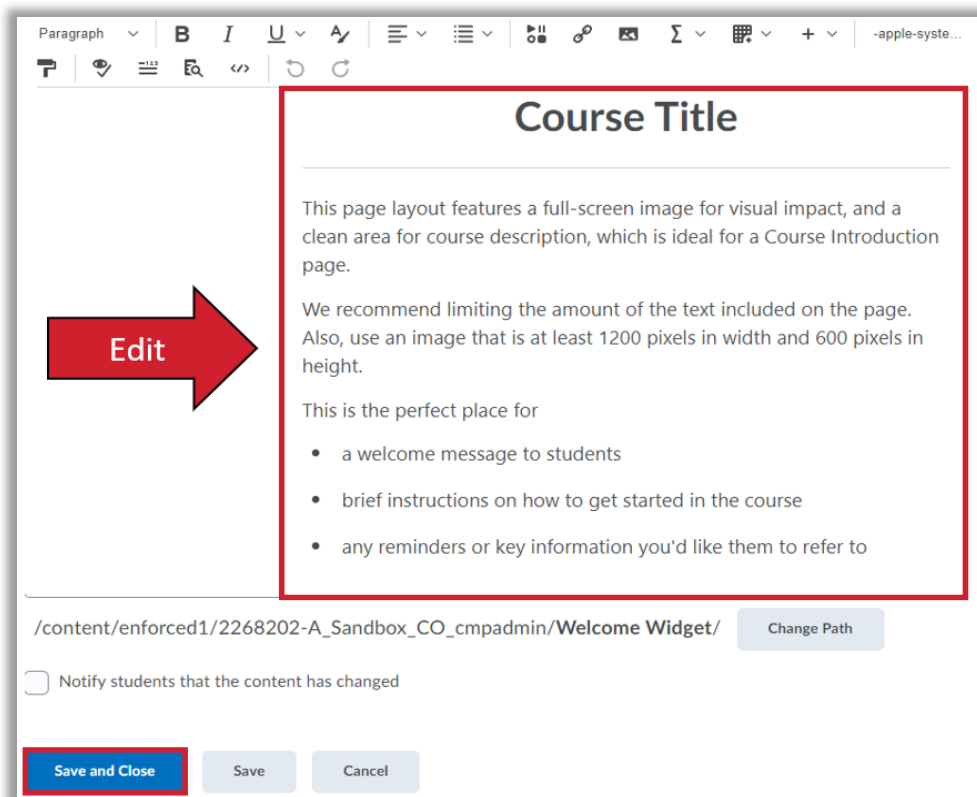 Paragraph
B I U
-apple-syste...
Course Title
This page layout features a full-screen image for visual impact, and a
clean area for course description, which is ideal for a Course Introduction
page.
We recommend limiting the amount of the text included on the page.
Also, use an image that is at least 1200 pixels in width and 600 pixels in
height.
Edit
This is the perfect place for
• a welcome message to students
• brief instructions on how to get started in the course
• any reminders or key information you'd like them to refer to
/content/enforced1/2268202-A_Sandbox_CO_cmpadmin/Welcome Widget/
Change Path
Notify students that the content has changed
Save and Close
Save
Cancel